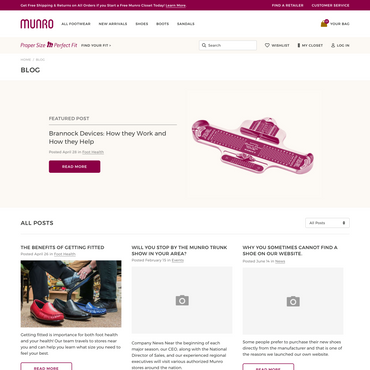 Get Free Shipping & Returns on All Orders if you Start a Free Munro Closet Today! Learn More
FIND A RETAILER
CUSTOMER SERVICE
MUNRO
ALL FOOTWEAR
NEW ARRIVALS
SHOES
BOOTS
SANDALS
YOUR BAG
Proper Size Perfect Fit
FIND YOUR FIT
Search
WISHLIST
MY CLOSET
LOG IN
HOME
BLOG
BLOG
FEATURED POST
Brannock Devices: How they Work and
How they Help
Posted April 26 in Foot Health
READ MORE
ALL POSTS
All Posts
THE BENEFITS OF GETTING FITTED
Posted April 26 in Foot Health
Getting fitted is importance for both foot health
and your health! Our team travels to stores near
you and can help you learn what size you need to
feel your best.
READ MORE
WILL YOU STOP BY THE MUNRO TRUNK
SHOW IN YOUR AREA?
Posted February 15 in Events
Company News Near the beginning of each
major season, our CEO, along with the National
Director of Sales, and our experienced regional
executives will visit various authorized Munro
stores around the nation.
WHY YOU SOMETIMES CANNOT FIND A
SHOE ON OUR WEBSITE.
Posted June 14 in News
Some people prefer to purchase their new shoes
directly from the manufacturer and that is one of
the reasons we launched our own website.
READ MORE